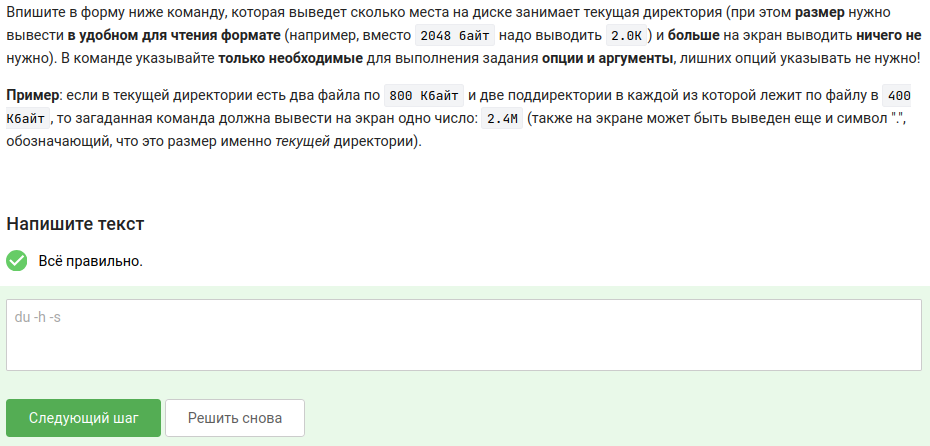 Впишите в форму ниже команду, которая выведет сколько места на диске занимает текущая директория (при этом размер нужно
вывести в удобном для чтения формате (например, вместо 2048 байт надо выводить 2.0K ) и больше на экран выводить ничего не
нужно). В команде указывайте только необходимые для выполнения задания опции и аргументы, лишних опций указывать не нужно!
Пример: если в текущей директории есть два файла по 800 Кбайт и две поддиректории в каждой из которой лежит по файлу в 400
Кбайт , то загаданная команда должна вывести на экран одно число: 2.4M (также на экране может быть выведен еще и символ ".",
обозначающий, что это размер именно текущей директории).
Напишите текст
Всё правильно.
du -h -s
Следующий шаг
Решить снова